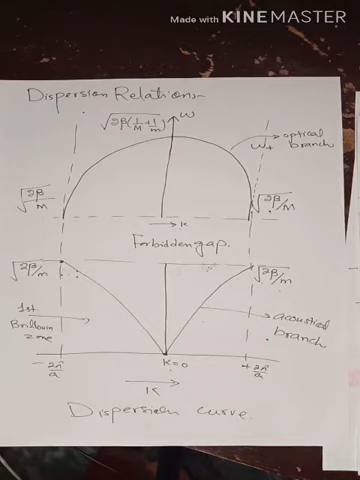 Made with KINEMASTER
Dispersion Relations-
√2β(1/M + 1/m)
ω
optical
ω+ branch
√2β/m
√2β/m
→ K
Forbidden gap.
√2β/M
√2β/M
1st
Brillouin
zone
acoustical
branch
K=0
- 2π/a
+ 2π/a
K
Dispersion curve.